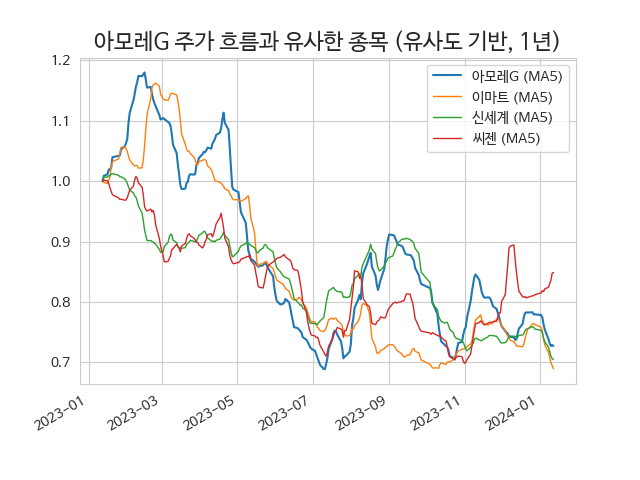 아모레G 주가 흐름과 유사한 종목 (유사도 기반, 1년)
1.2
1.1
1.0
0.9
0.8
0.7
아모레G (MA5)
이마트 (MA5)
신세계 (MA5)
씨젠 (MA5)
2023-01
2023-03
2023-05
2023-07
2023-09
2023-11
2024-01